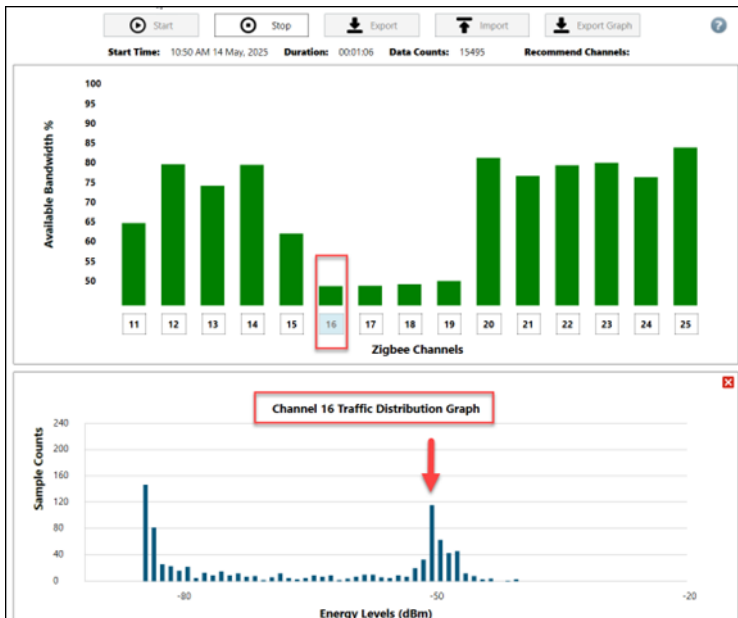 Start Stop Export Import Export Graph ?
Start Time: 10:50 AM 14 May, 2025 Duration: 00:01:06 Data Counts: 15495 Recommend Channels:
Available Bandwidth %
100
95
90
85
80
75
70
65
60
55
50
11 12 13 14 15 16 17 18 19 20 21 22 23 24 25
Zigbee Channels
Channel 16 Traffic Distribution Graph
Sample Counts
240
200
160
120
80
40
0
-80 -50 -20
Energy Levels (dBm)